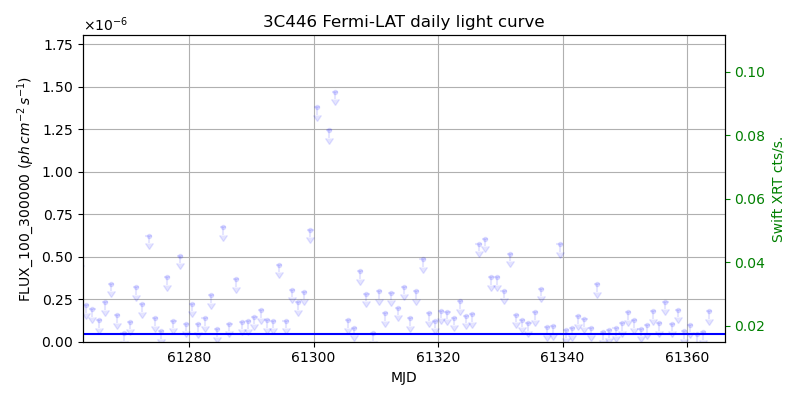 3C446 Fermi-LAT daily light curve
×10⁻⁶
1.75
1.50
1.25
1.00
0.75
0.50
0.25
0.00
FLUX_100_300000 (ph cm⁻² s⁻¹)
0.10
0.08
0.06
0.04
0.02
Swift XRT cts/s.
61280 61300 61320 61340 61360
MJD